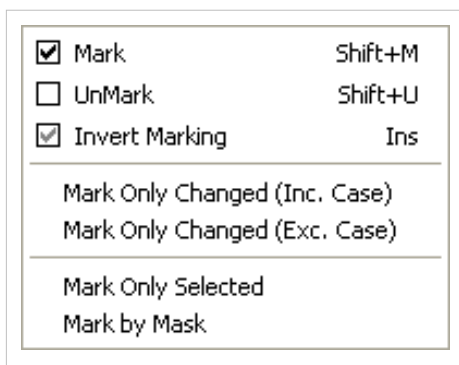 Mark Shift+M
UnMark Shift+U
Invert Marking Ins
Mark Only Changed (Inc. Case)
Mark Only Changed (Exc. Case)
Mark Only Selected
Mark by Mask